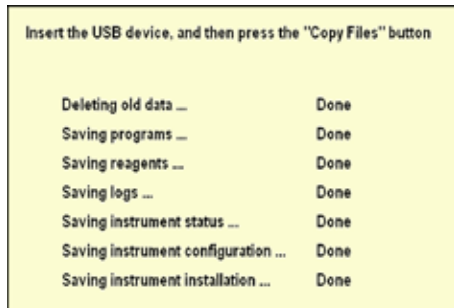 Insert the USB device, and then press the "Copy Files" button
Deleting old data ... Done
Saving programs ... Done
Saving reagents ... Done
Saving logs ... Done
Saving instrument status ... Done
Saving instrument configuration ... Done
Saving instrument installation ... Done